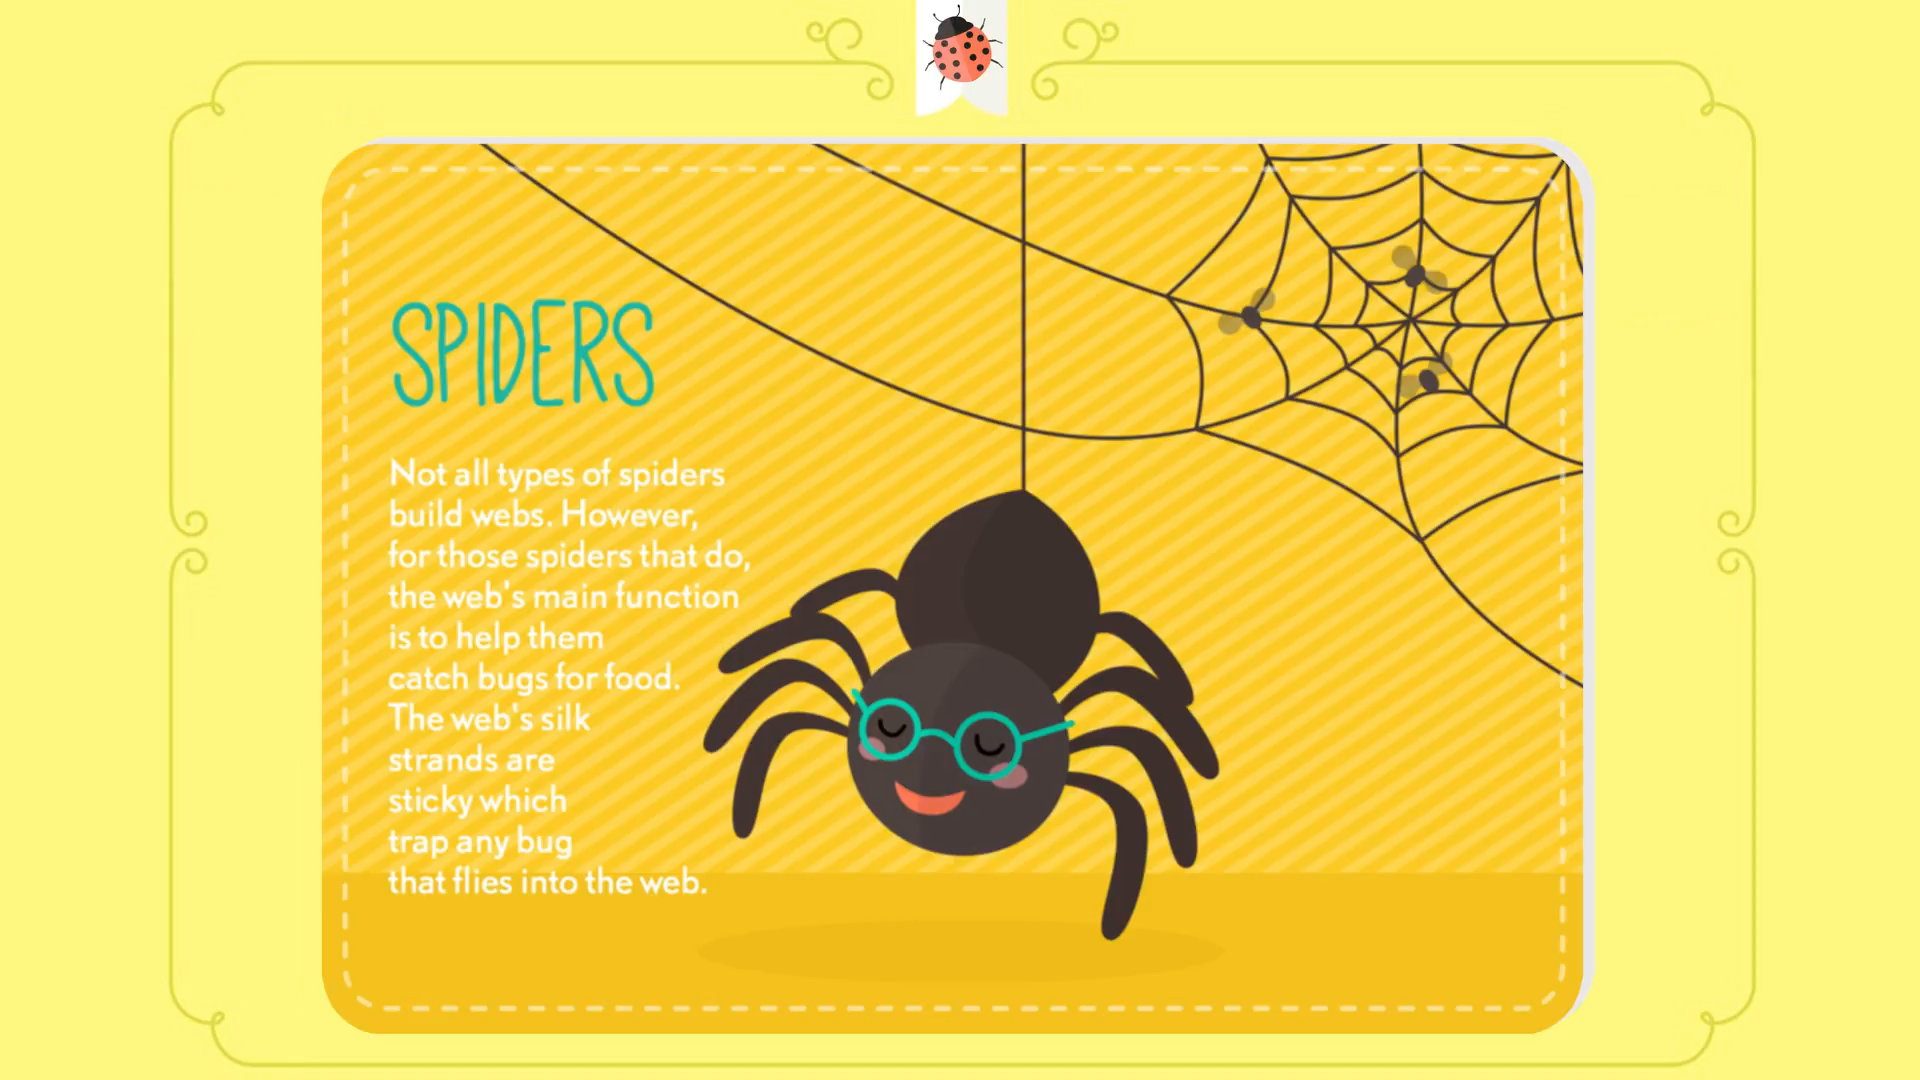 SPIDERS
Not all types of spiders
build webs. However,
for those spiders that do,
the web's main function
is to help them
catch bugs for food.
The web's silk
strands are
sticky which
trap any bug
that flies into the web.